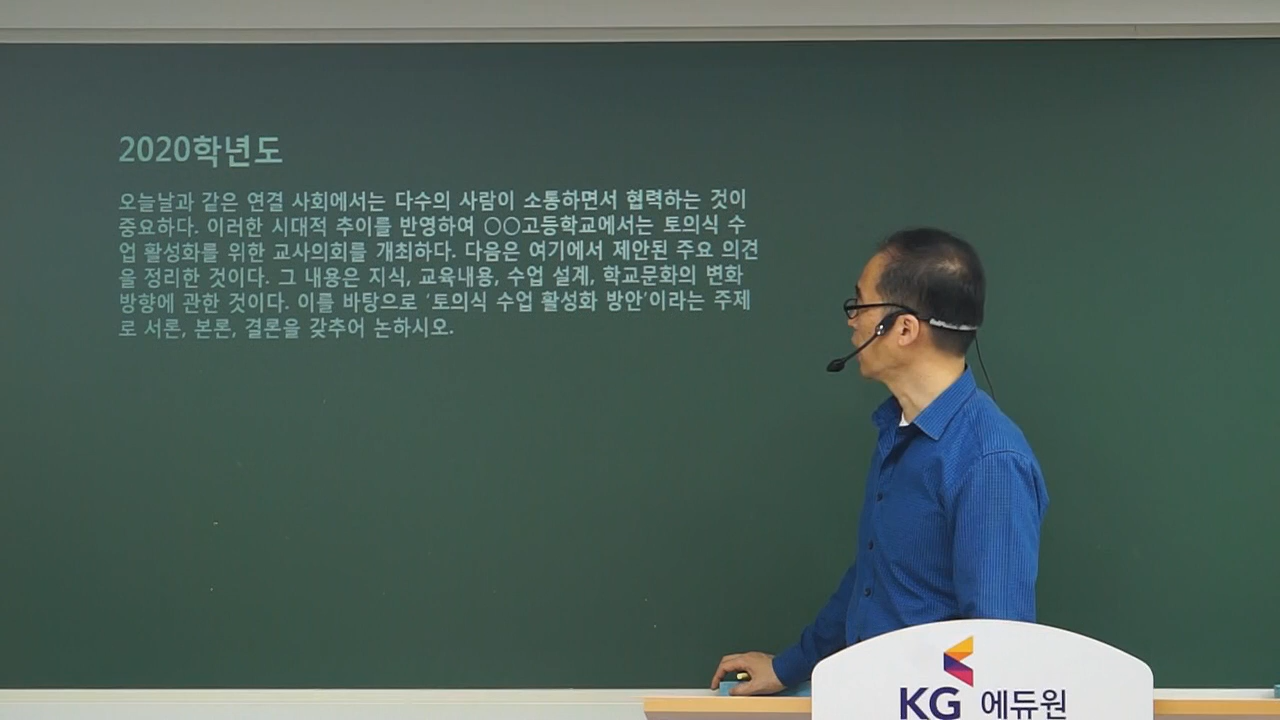 2020학년도
오늘날과 같은 연결 사회에서는 다수의 사람이 소통하면서 협력하는 것이
중요하다. 이러한 시대적 추이를 반영하여 ○○고등학교에서는 토의식 수
업 활성화를 위한 교사의회를 개최하다. 다음은 여기에서 제안된 주요 의견
을 정리한 것이다. 그 내용은 지식, 교육내용, 수업 설계, 학교문화의 변화
방향에 관한 것이다. 이를 바탕으로 ‘토의식 수업 활성화 방안’이라는 주제
로 서론, 본론, 결론을 갖추어 논하시오.
KG 에듀원